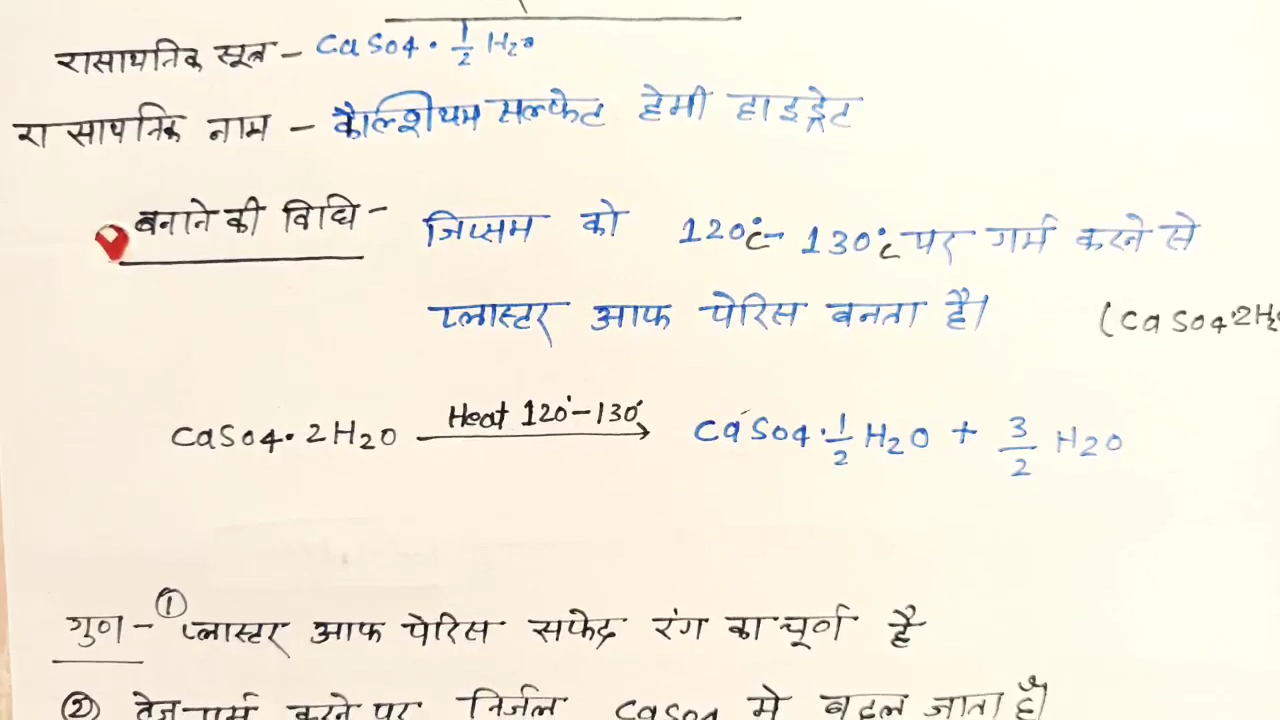 रासायनिक सूत्र - CaSO4 · 1/2 H2O
रासायनिक नाम - कैल्शियम सल्फेट हेमी हाइड्रेट
बनाने की विधि - जिप्सम को 120°C - 130°C पर गर्म करने से
प्लास्टर आफ पेरिस बनता है। (CaSO4·2H2
CaSO4·2H2O Heat 120°-130° → CaSO4·1/2 H2O + 3/2 H2O
गुण - ① प्लास्टर आफ पेरिस सफेद रंग का चूर्ण है
② तेज गर्म करने पर निर्जल CaSO4 मे बदल जाता है।